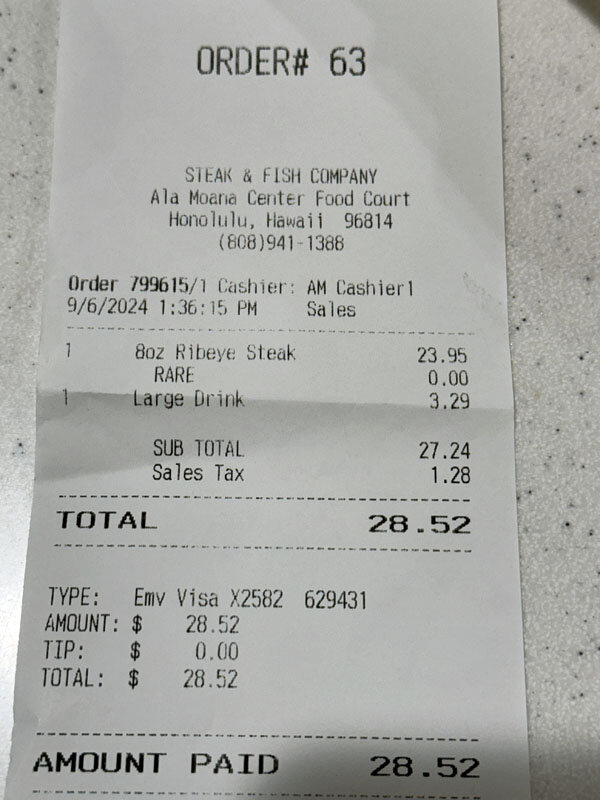 ORDER# 63
STEAK & FISH COMPANY
Ala Moana Center Food Court
Honolulu, Hawaii 96814
(808)941-1388
Order 799615/1 Cashier: AM Cashier1
9/6/2024 1:36:15 PM Sales
1 8oz Ribeye Steak 23.95
RARE 0.00
1 Large Drink 3.29
SUB TOTAL 27.24
Sales Tax 1.28
TOTAL 28.52
TYPE: Emv Visa X2582 629431
AMOUNT: $ 28.52
TIP: $ 0.00
TOTAL: $ 28.52
AMOUNT PAID 28.52